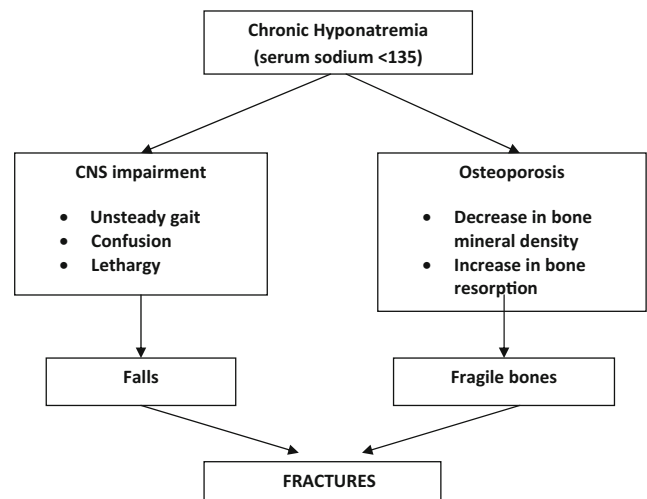 Chronic Hyponatremia
(serum sodium <135)
CNS impairment
• Unsteady gait
• Confusion
• Lethargy
Osteoporosis
• Decrease in bone
mineral density
• Increase in bone
resorption
Falls
Fragile bones
FRACTURES